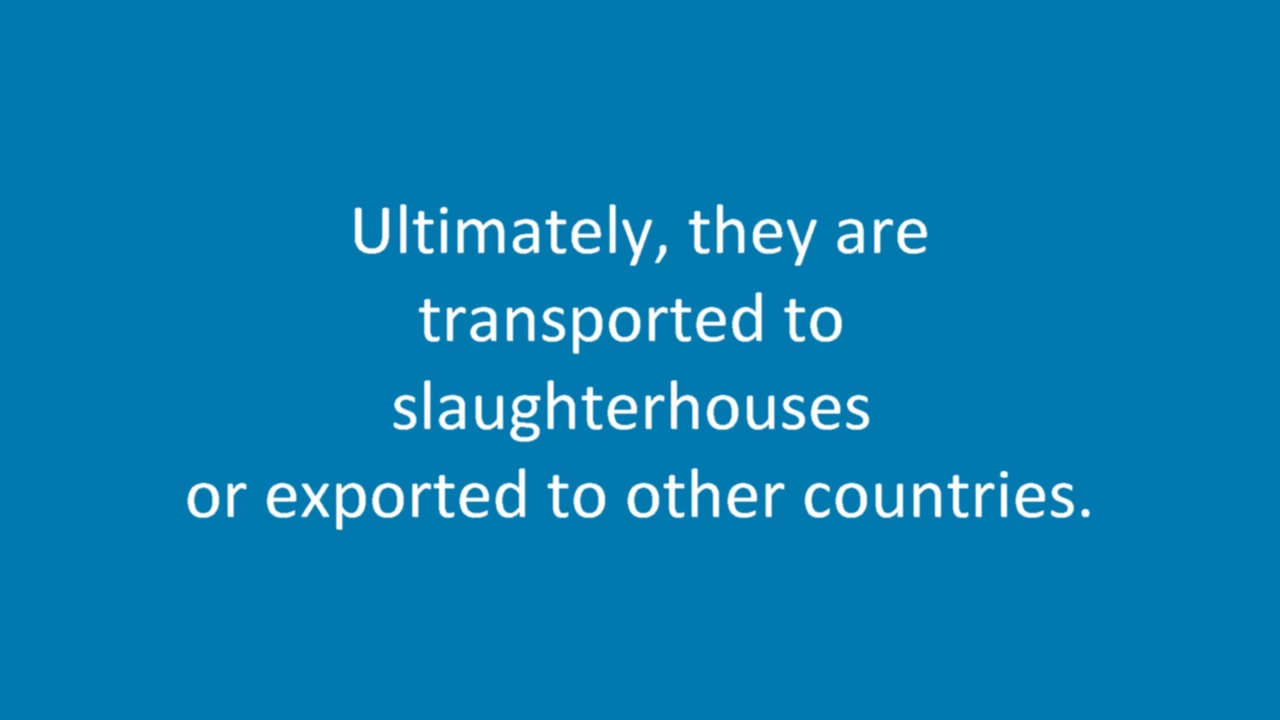 Ultimately, they are
transported to
slaughterhouses
or exported to other countries.